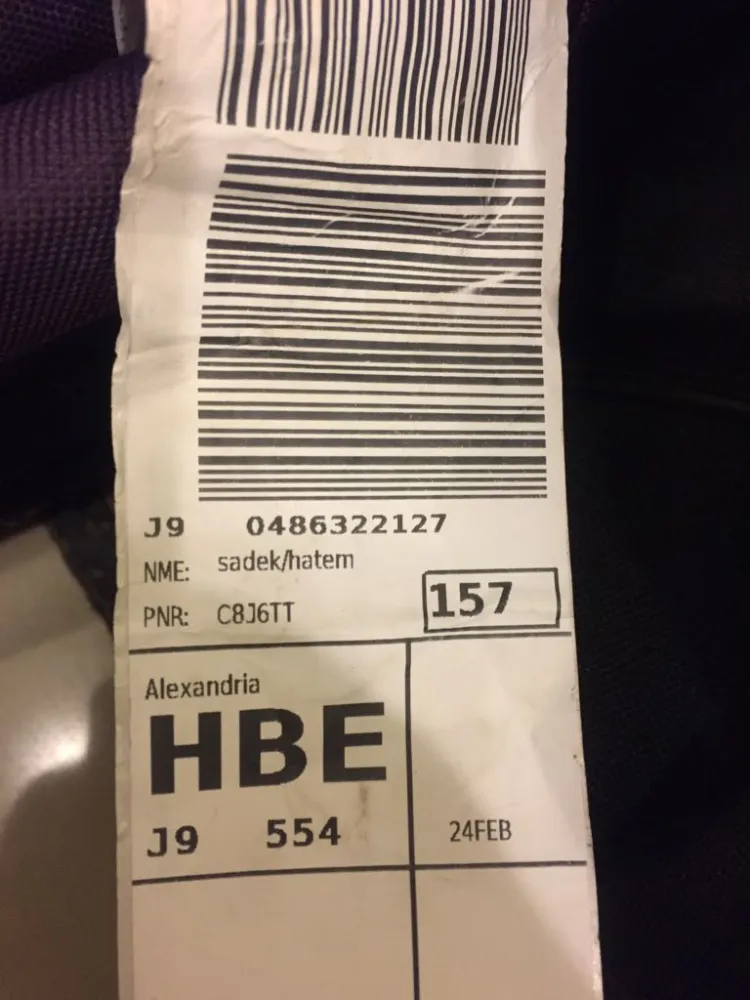 J9 0486322127
NME: sadek/hatem
PNR: C8J6TT
157
Alexandria
HBE
J9 554
24FEB